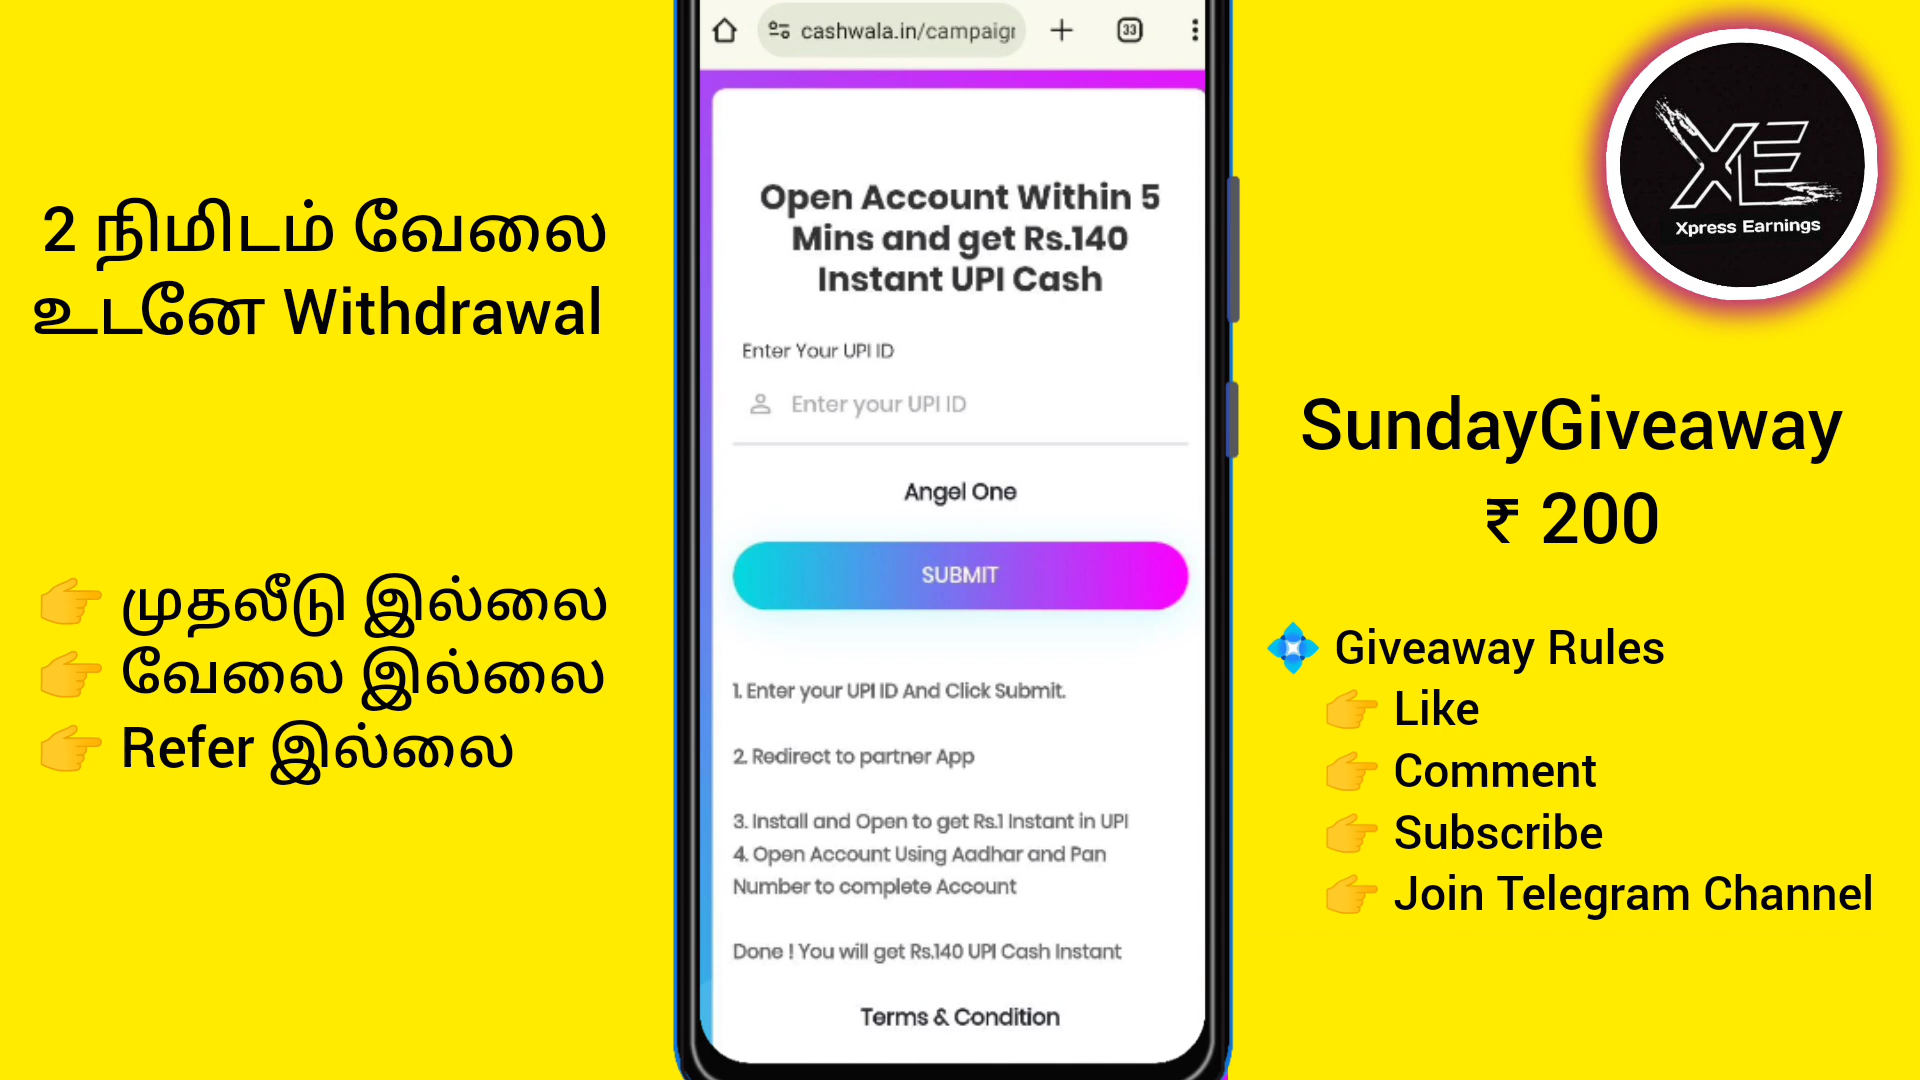 2 நிமிடம் வேலை
உடனே Withdrawal
👉 முதலீடு இல்லை
👉 வேலை இல்லை
👉 Refer இல்லை
cashwala.in/campaigr
33
Open Account Within 5
Mins and get Rs.140
Instant UPI Cash
Enter Your UPI ID
Enter your UPI ID
Angel One
SUBMIT
1. Enter your UPI ID And Click Submit.
2. Redirect to partner App
3. Install and Open to get Rs.1 Instant in UPI
4. Open Account Using Aadhar and Pan
Number to complete Account
Done ! You will get Rs.140 UPI Cash Instant
Terms & Condition
XE
Xpress Earnings
SundayGiveaway
₹ 200
💠 Giveaway Rules
👉 Like
👉 Comment
👉 Subscribe
👉 Join Telegram Channel